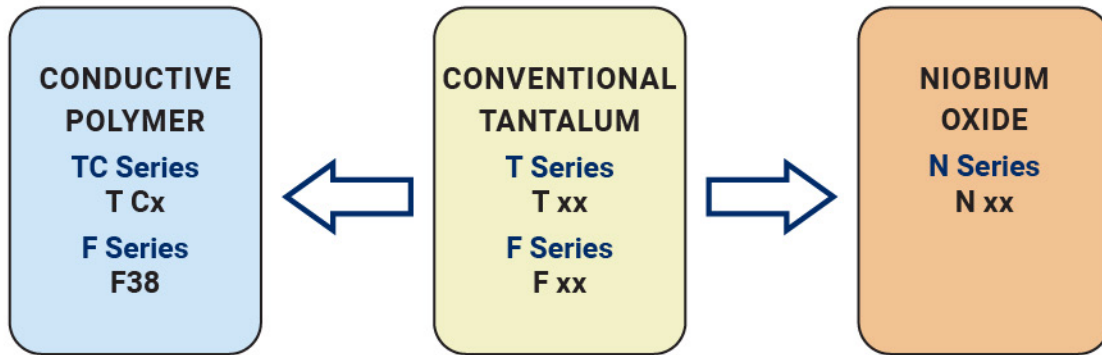 CONDUCTIVE
POLYMER
TC Series
T Cx
F Series
F38
CONVENTIONAL
TANTALUM
T Series
T xx
F Series
F xx
NIOBIUM
OXIDE
N Series
N xx